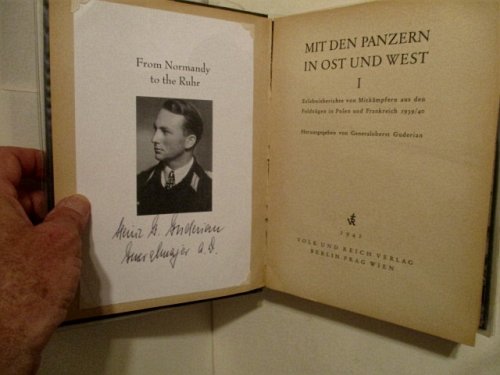 From Normandy
to the Ruhr
Heinz G. Guderian
Generalmajor a. D.
MIT DEN PANZERN
IN OST UND WEST
I
Erlebnisberichte von Mitkämpfern aus den
Feldzügen in Polen und Frankreich 1939/40
Herausgegeben von Generaloberst Guderian
1942
VOLK UND REICH VERLAG
BERLIN PRAG WIEN